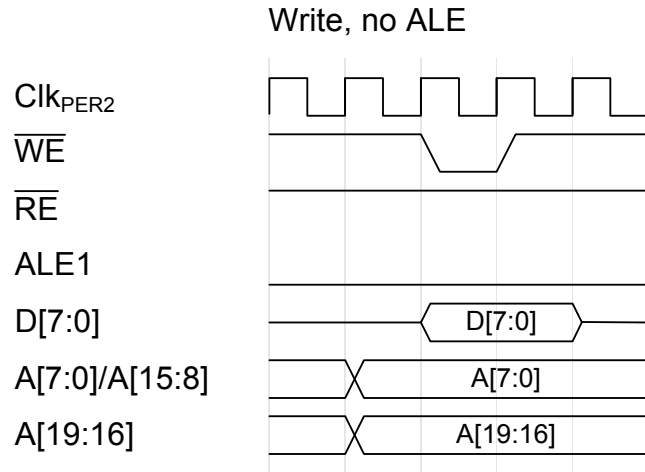 Write, no ALE
ClkPER2
WE
RE
ALE1
D[7:0] D[7:0]
A[7:0]/A[15:8] A[7:0]
A[19:16] A[19:16]